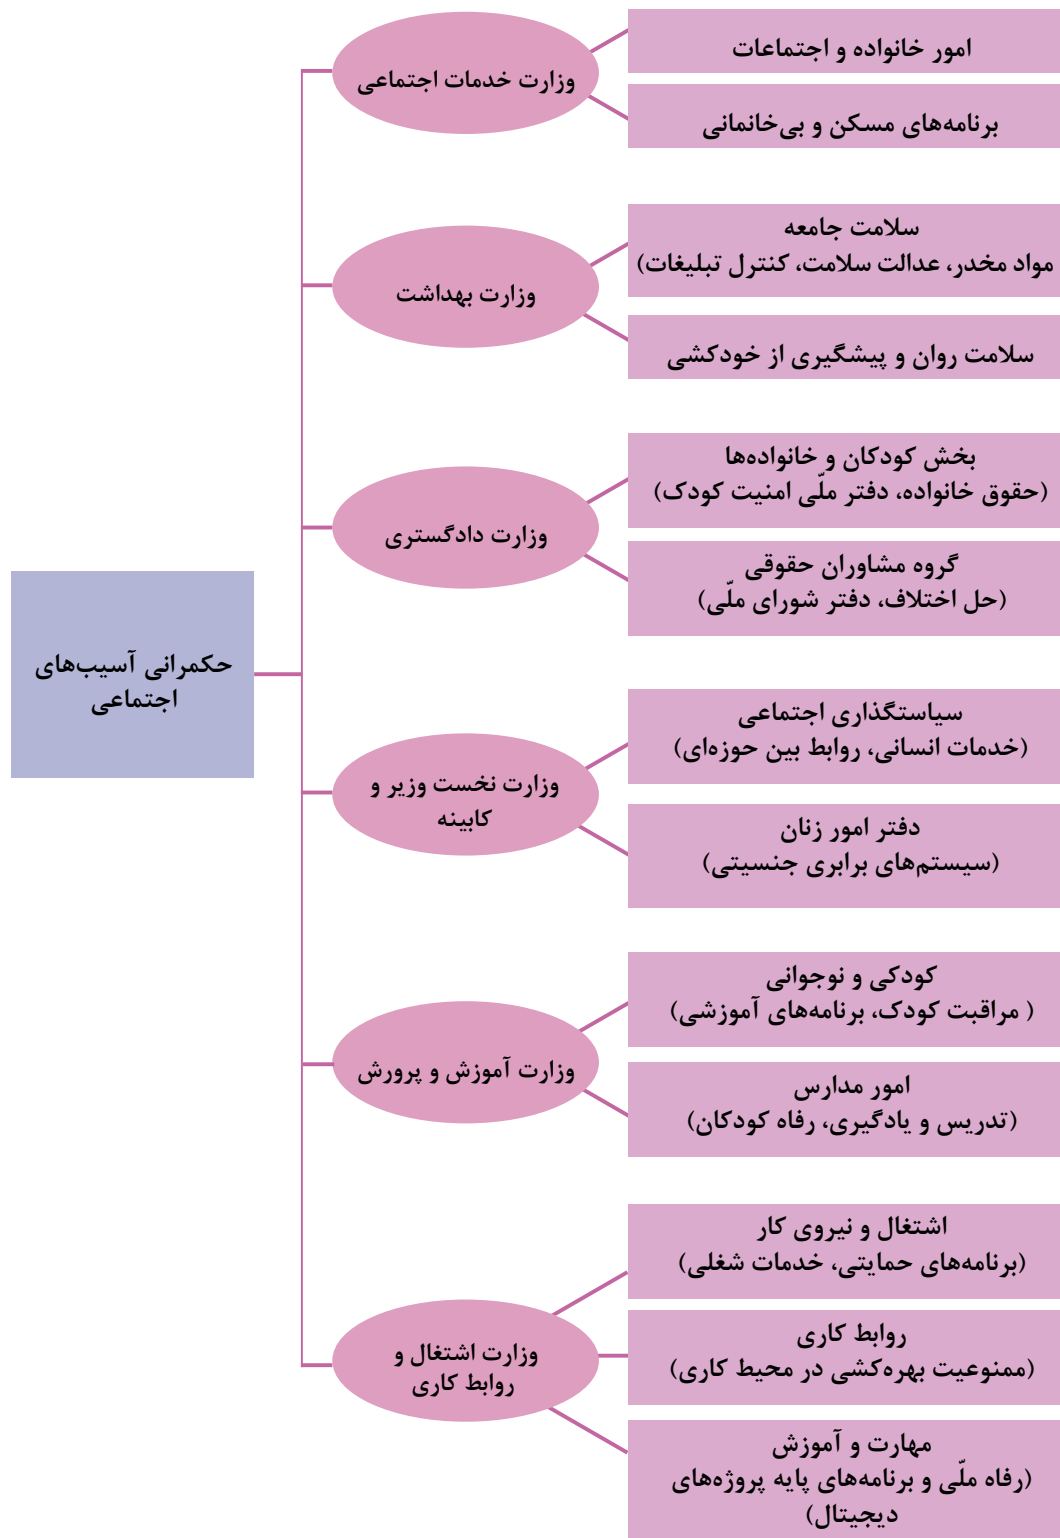 حکمرانی آسیب‌های
اجتماعی
وزارت خدمات اجتماعی
امور خانواده و اجتماعات
برنامه‌های مسکن و بی‌خانمانی
وزارت بهداشت
سلامت جامعه
مواد مخدر، عدالت سلامت، کنترل تبلیغات)
سلامت روان و پیشگیری از خودکشی
وزارت دادگستری
بخش کودکان و خانواده‌ها
(حقوق خانواده، دفتر ملّی امنیت کودک)
گروه مشاوران حقوقی
(حل اختلاف، دفتر شورای ملّی)
وزارت نخست وزیر و
کابینه
سیاستگذاری اجتماعی
(خدمات انسانی، روابط بین حوزه‌ای)
دفتر امور زنان
(سیستم‌های برابری جنسیتی)
وزارت آموزش و پرورش
کودکی و نوجوانی
( مراقبت کودک، برنامه‌های آموزشی)
امور مدارس
(تدریس و یادگیری، رفاه کودکان)
وزارت اشتغال و
روابط کاری
اشتغال و نیروی کار
(برنامه‌های حمایتی، خدمات شغلی)
روابط کاری
(ممنوعیت بهره‌کشی در محیط کاری)
مهارت و آموزش
(رفاه ملّی و برنامه‌های پایه پروژه‌های
دیجیتال)